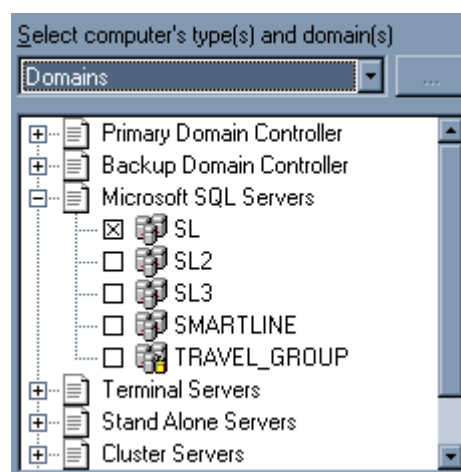 Select computer's type(s) and domain(s)
Domains
...
Primary Domain Controller
Backup Domain Controller
Microsoft SQL Servers
SL
SL2
SL3
SMARTLINE
TRAVEL_GROUP
Terminal Servers
Stand Alone Servers
Cluster Servers